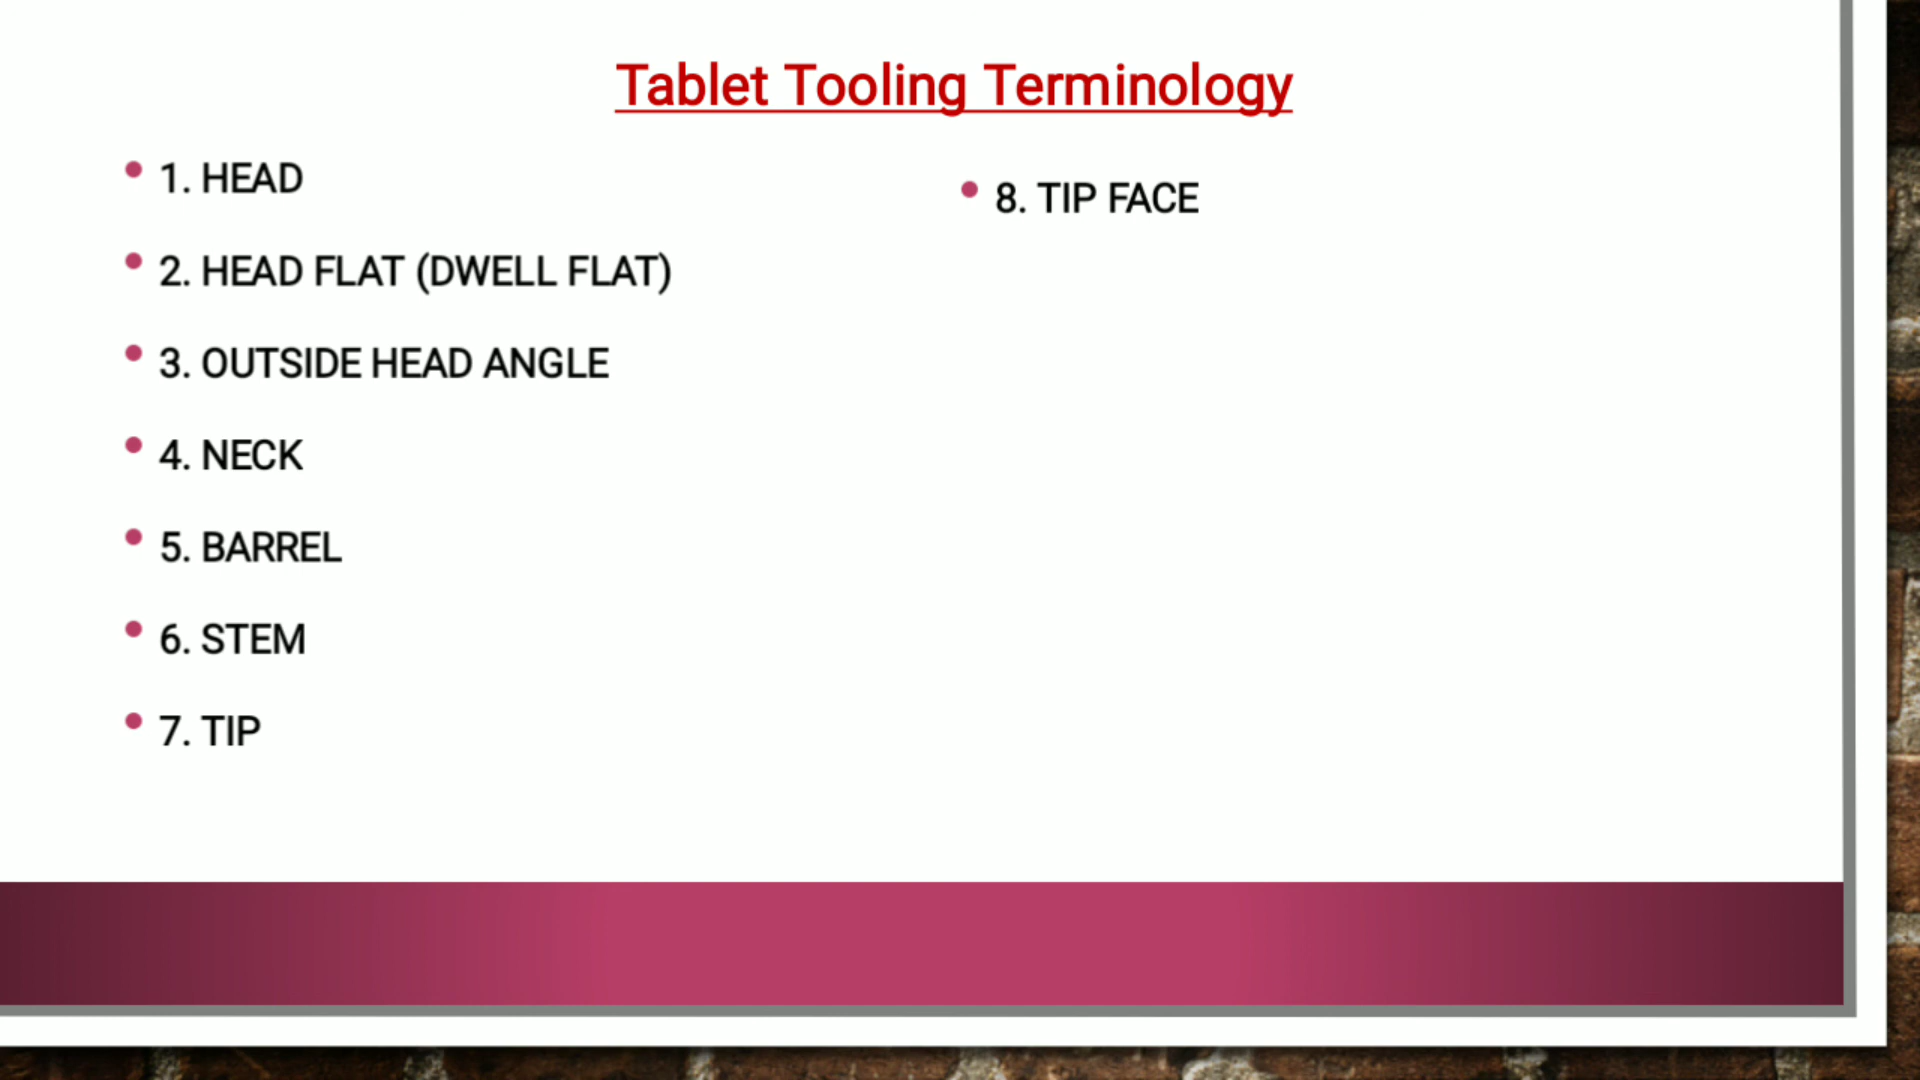 Tablet Tooling Terminology
• 1. HEAD
• 2. HEAD FLAT (DWELL FLAT)
• 3. OUTSIDE HEAD ANGLE
• 4. NECK
• 5. BARREL
• 6. STEM
• 7. TIP
• 8. TIP FACE